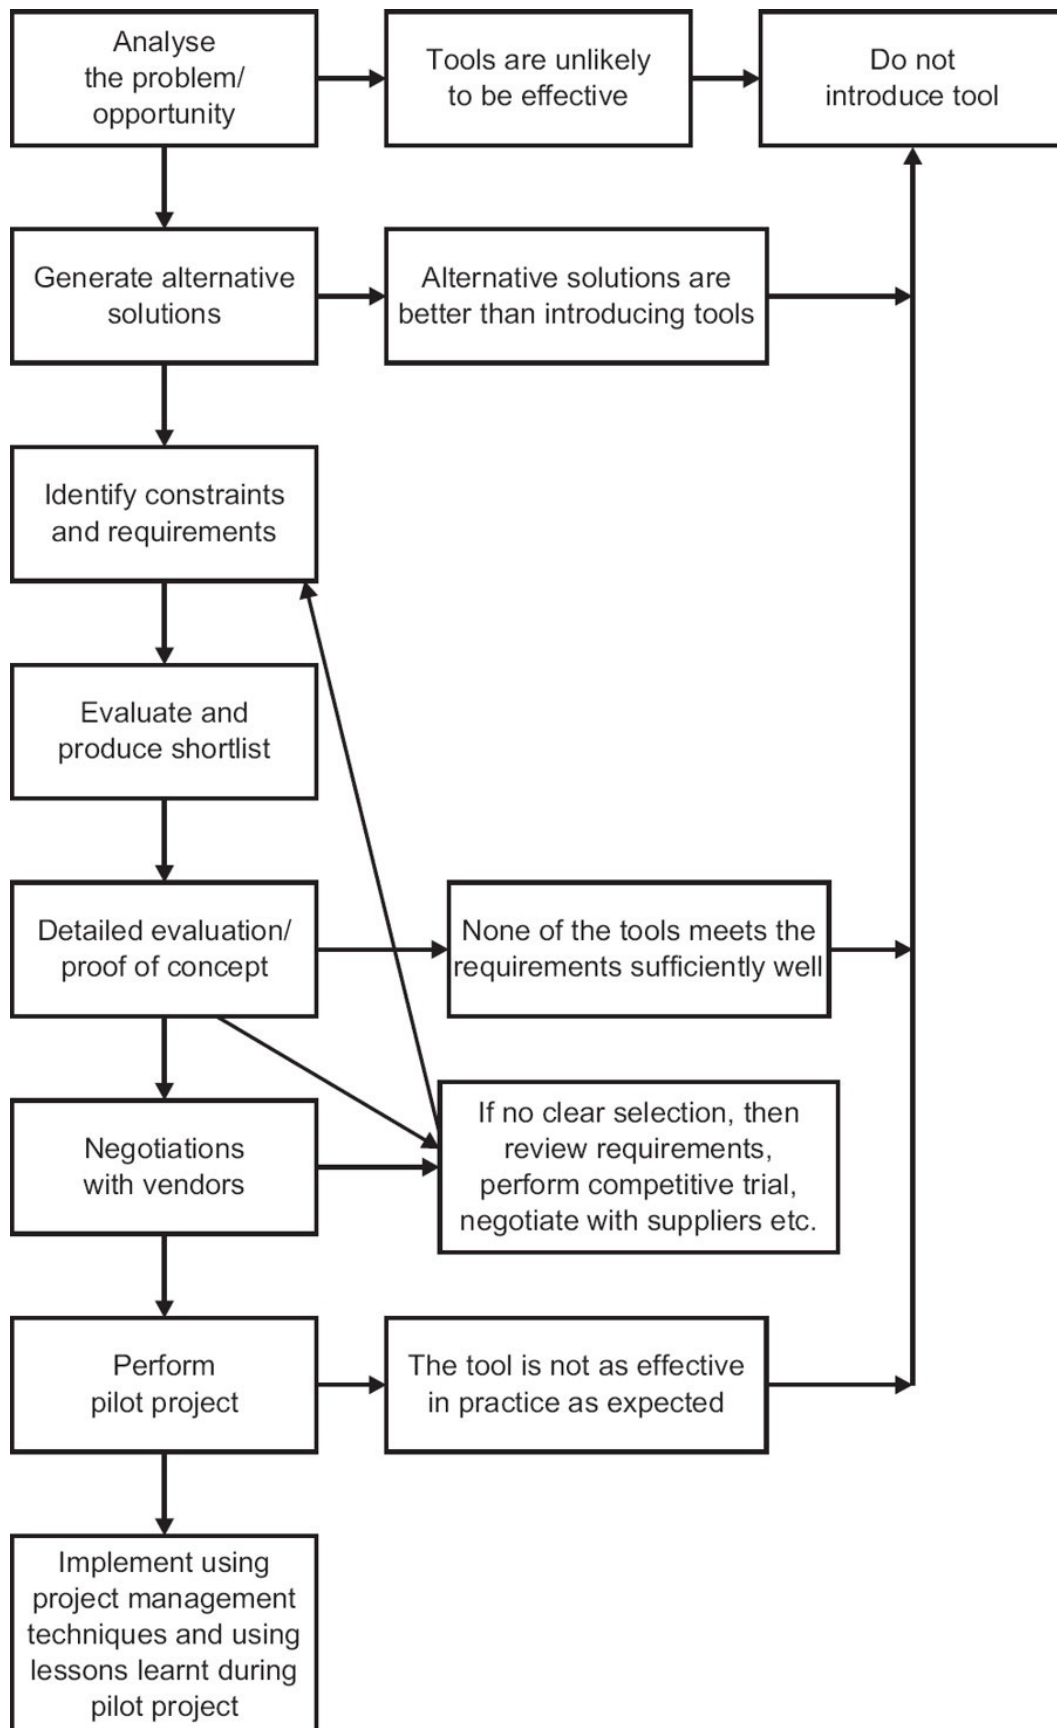 Analyse
the problem/
opportunity
Tools are unlikely
to be effective
Do not
introduce tool
Generate alternative
solutions
Alternative solutions are
better than introducing tools
Identify constraints
and requirements
Evaluate and
produce shortlist
Detailed evaluation/
proof of concept
None of the tools meets the
requirements sufficiently well
Negotiations
with vendors
If no clear selection, then
review requirements,
perform competitive trial,
negotiate with suppliers etc.
Perform
pilot project
The tool is not as effective
in practice as expected
Implement using
project management
techniques and using
lessons learnt during
pilot project